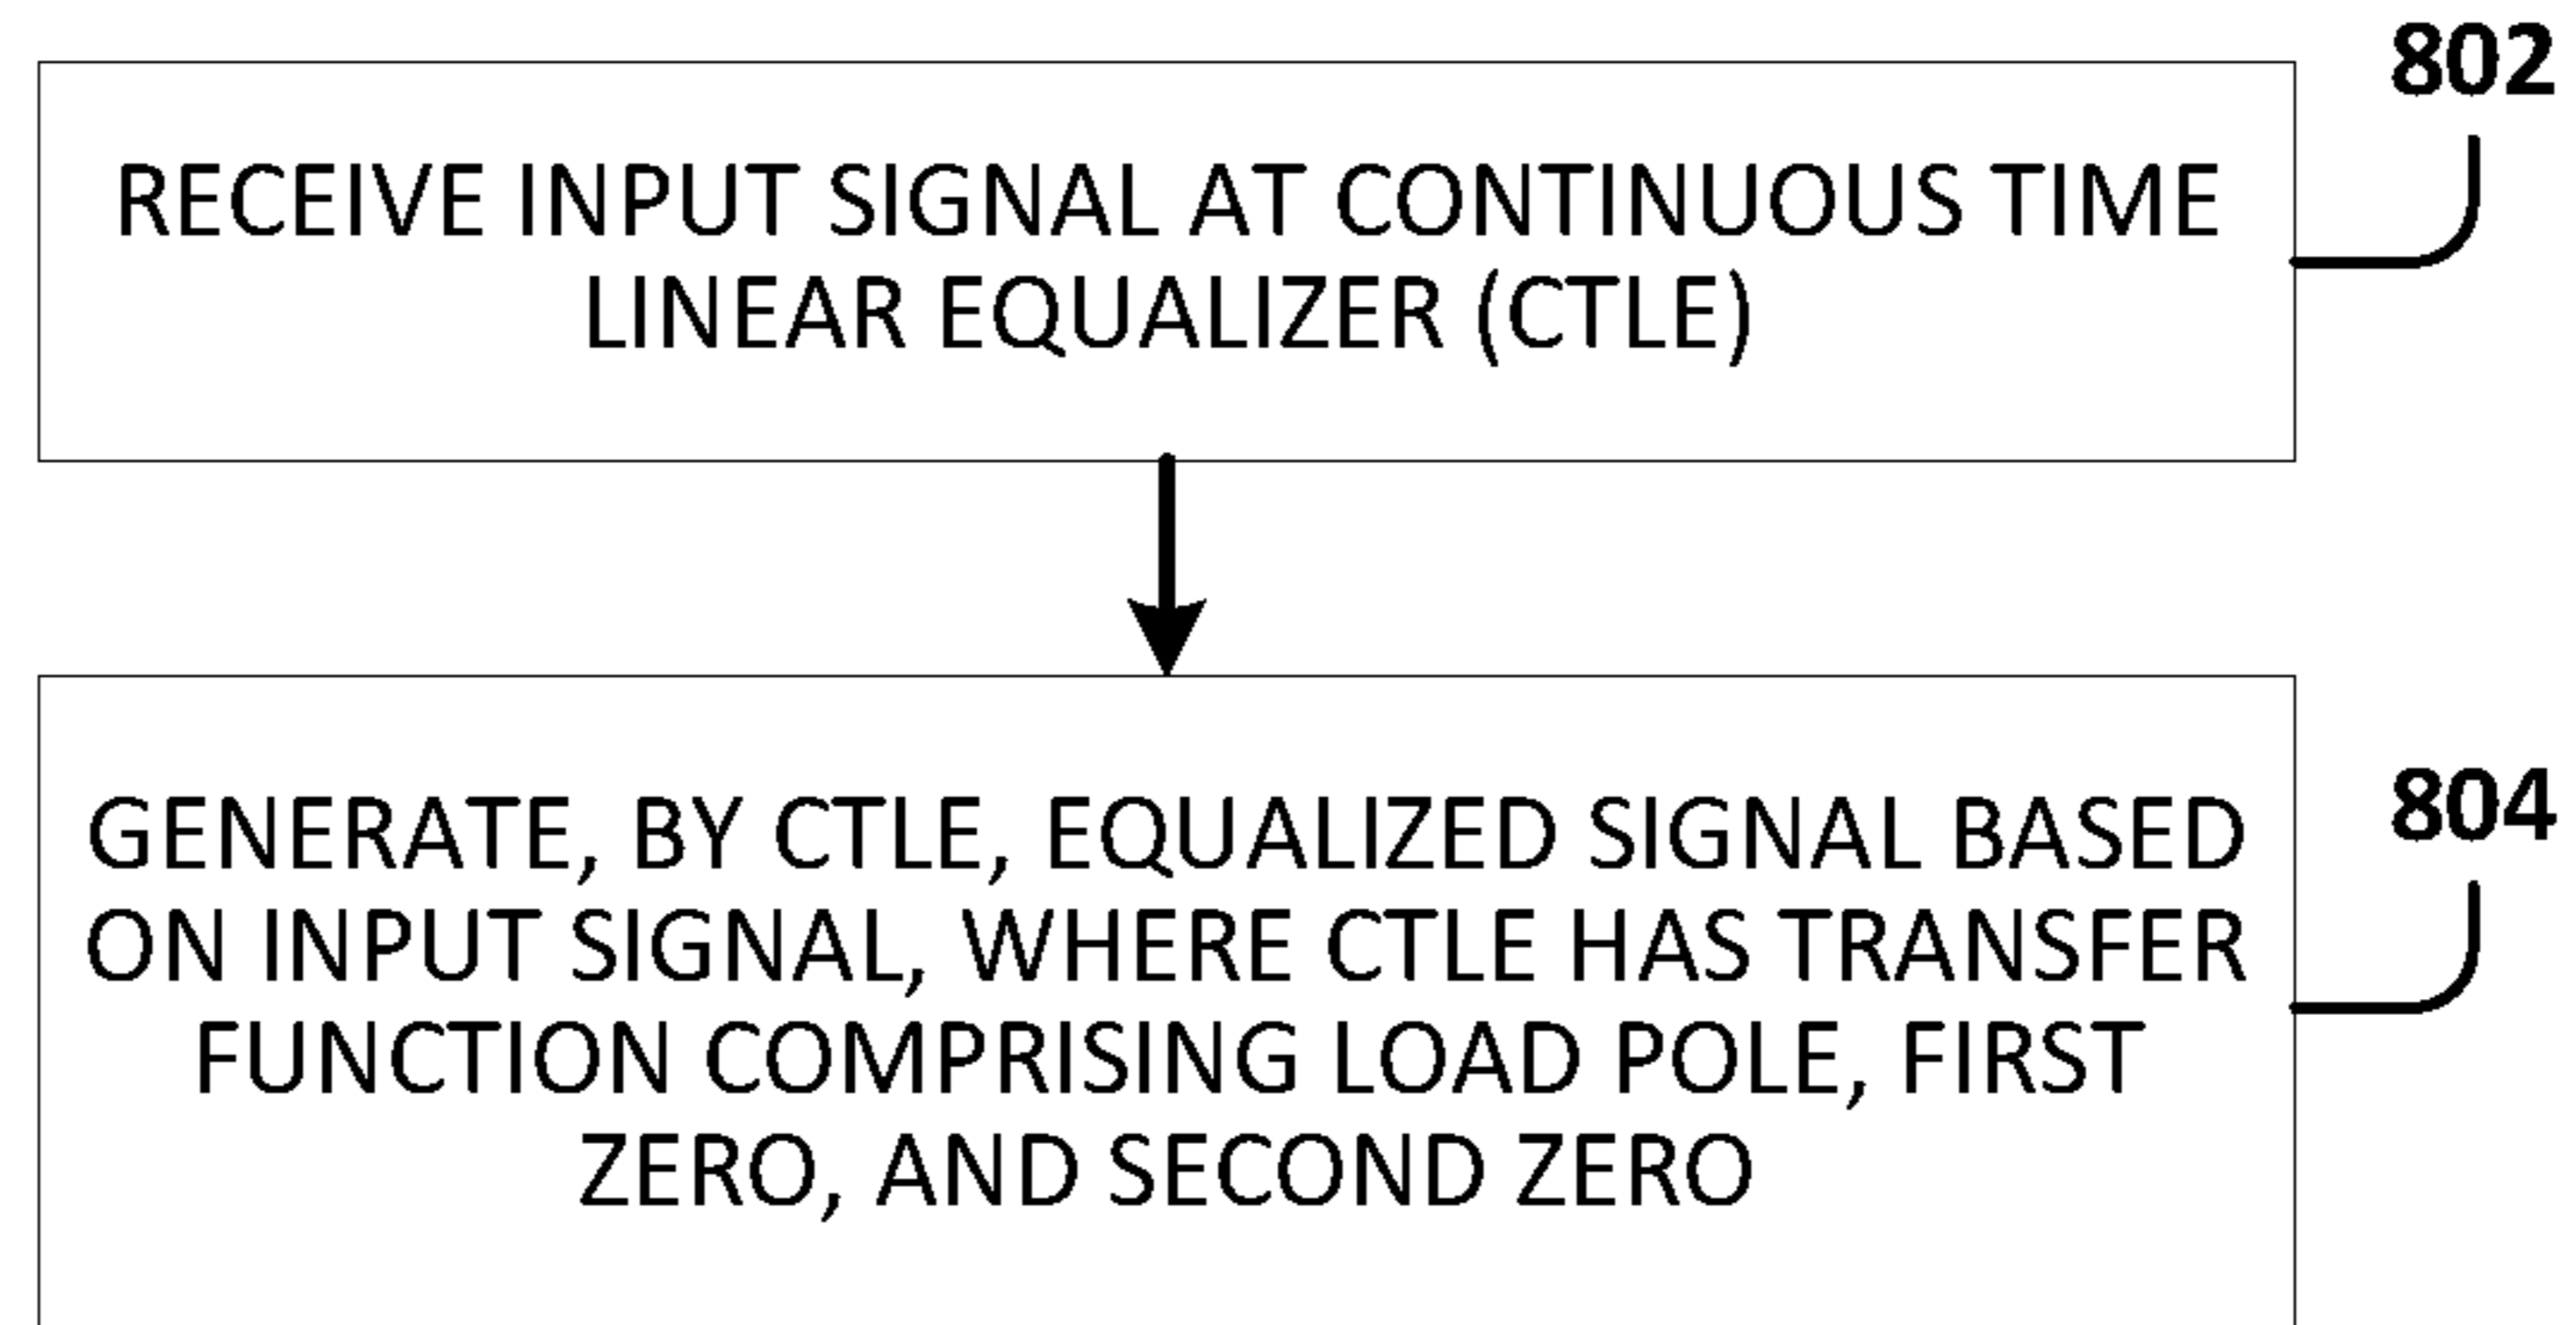 802
RECEIVE INPUT SIGNAL AT CONTINUOUS TIME
LINEAR EQUALIZER (CTLE)
804
GENERATE, BY CTLE, EQUALIZED SIGNAL BASED
ON INPUT SIGNAL, WHERE CTLE HAS TRANSFER
FUNCTION COMPRISING LOAD POLE, FIRST
ZERO, AND SECOND ZERO